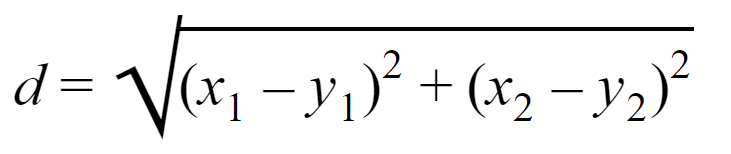 d = √((x₁ − y₁)² + (x₂ − y₂)²)